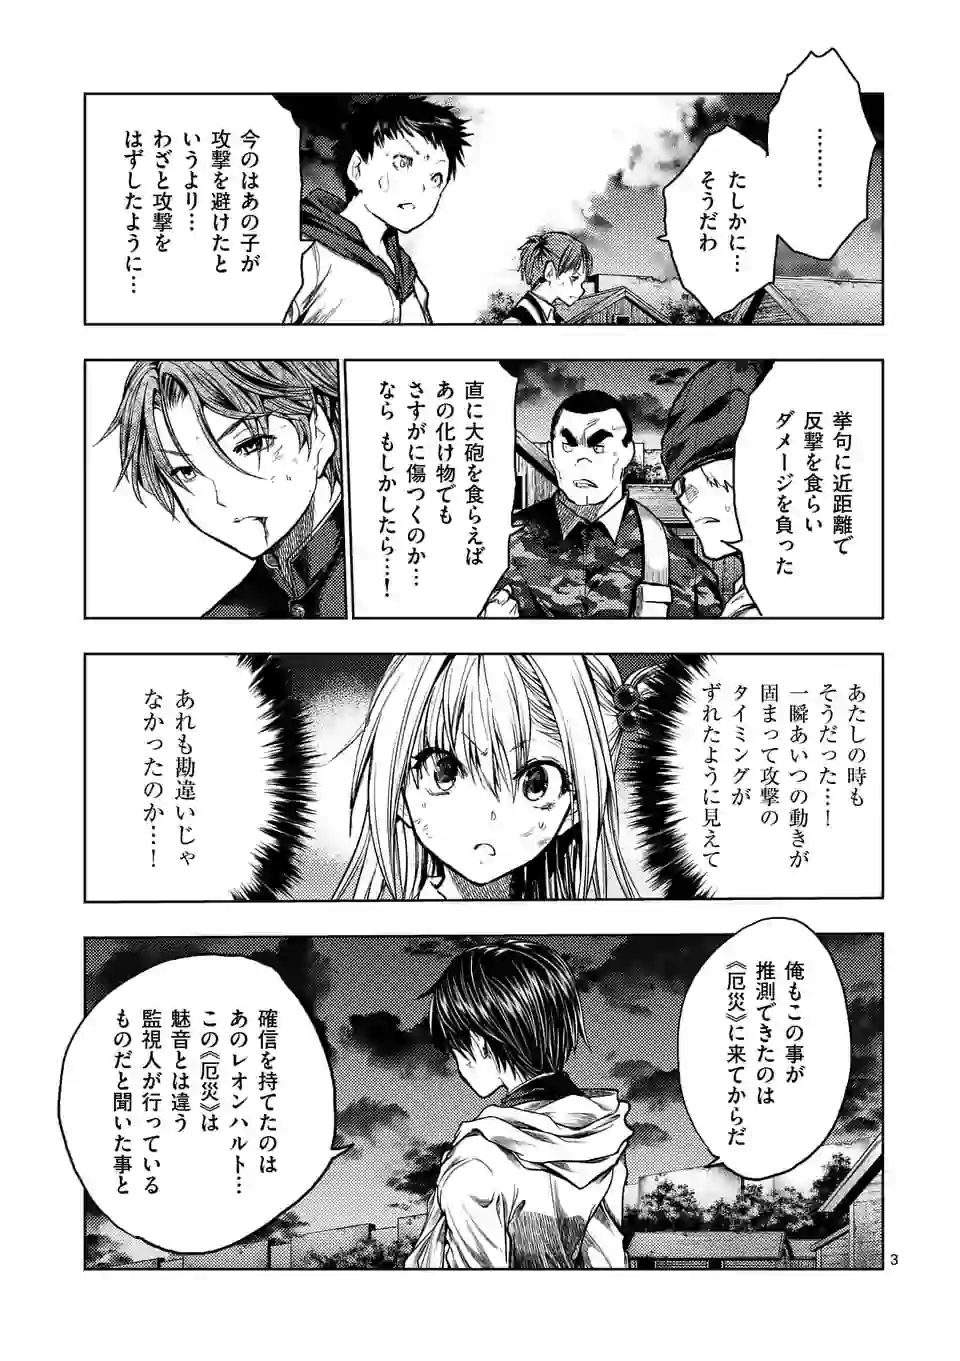 ………
たしかに…
そうだわ
今のはあの子が
攻撃を避けたと
いうより…
わざと攻撃を
はずしたように…
挙句に近距離で
反撃を食らい
ダメージを負った
直に大砲を食らえば
あの化け物でも
さすがに傷つくのか…
なら もしかしたら…!
あたしの時も
そうだった…!
一瞬あいつの動きが
固まって攻撃の
タイミングが
ずれたように見えて
あれも勘違いじゃ
なかったのか…!
俺もこの事が
推測できたのは
《厄災》に来てからだ
確信を持てたのは
あのレオンハルト…
この《厄災》は
魅音とは違う
監視人が行っている
ものだと聞いた事と
3